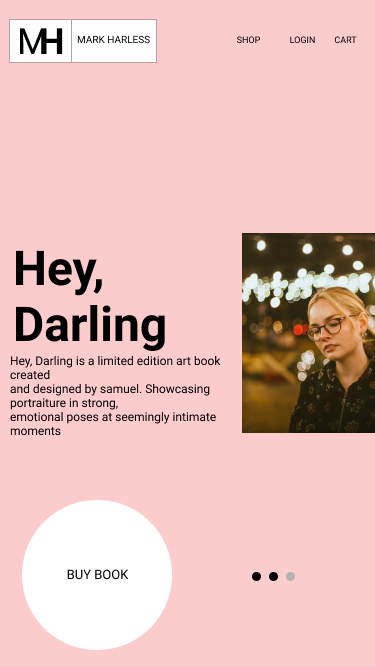 MH MARK HARLESS SHOP LOGIN CART
Hey,
Darling
Hey, Darling is a limited edition art book
created
and designed by samuel. Showcasing
portraiture in strong,
emotional poses at seemingly intimate
moments
BUY BOOK